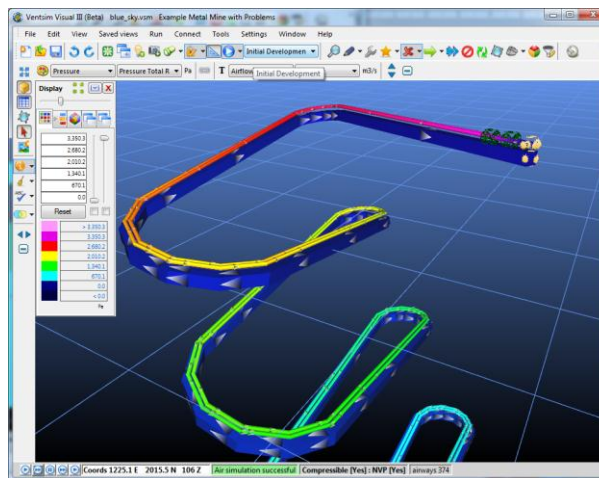 Ventsim Visual III (Beta) blue_sky.vsm Example Metal Mine with Problems
File Edit View Saved views Run Connect Tools Settings Window Help
Initial Developmen
Pressure Pressure Total R Pa T Airflow m3/s
Initial Development
Display
3,350.3
2,680.2
2,010.2
1,340.1
670.1
0.0
Reset
> 3,350.3
3,350.3
2,680.2
2,010.2
1,340.1
670.1
0.0
< 0.0
Pa
Coords 1225.1 E 2015.5 N 106 Z Air simulation successful Compressible [Yes] : NVP [Yes] airways 374